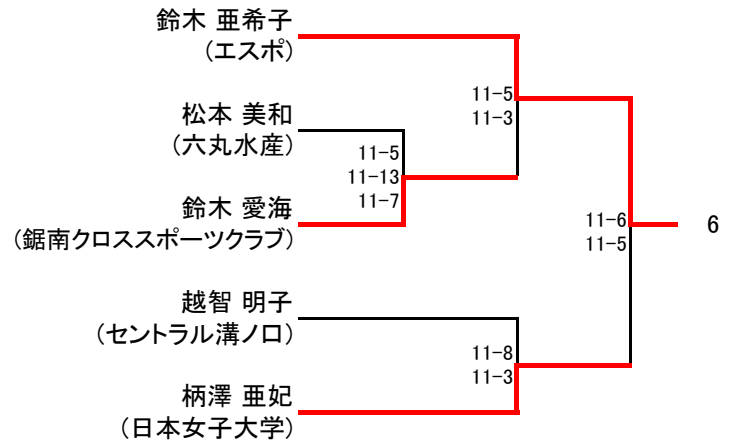 鈴木 亜希子
(エスポ)
11-5
11-3
松本 美和
(六丸水産)
11-5
11-13
11-7
鈴木 愛海
(鋸南クロススポーツクラブ)
11-6
11-5
6
越智 明子
(セントラル溝ノ口)
11-8
11-3
柄澤 亜妃
(日本女子大学)